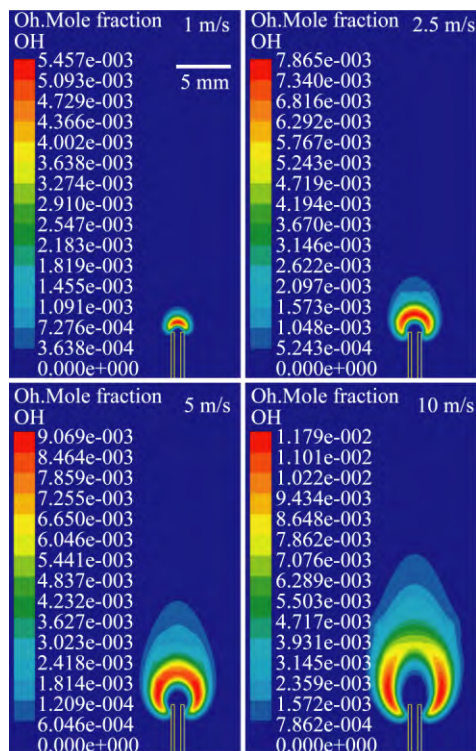 Oh.Mole fraction
OH
1 m/s
5.457e-003
5.093e-003
4.729e-003
4.366e-003
4.002e-003
3.638e-003
3.274e-003
2.910e-003
2.547e-003
2.183e-003
1.819e-003
1.455e-003
1.091e-003
7.276e-004
3.638e-004
0.000e+000
5 mm
Oh.Mole fraction
OH
2.5 m/s
7.865e-003
7.340e-003
6.816e-003
6.292e-003
5.767e-003
5.243e-003
4.719e-003
4.194e-003
3.670e-003
3.146e-003
2.622e-003
2.097e-003
1.573e-003
1.048e-003
5.243e-004
0.000e+000
Oh.Mole fraction
OH
5 m/s
9.069e-003
8.464e-003
7.859e-003
7.255e-003
6.650e-003
6.046e-003
5.441e-003
4.837e-003
4.232e-003
3.627e-003
3.023e-003
2.418e-003
1.814e-003
1.209e-004
6.046e-004
0.000e+000
Oh.Mole fraction
OH
10 m/s
1.179e-002
1.101e-002
1.022e-002
9.434e-003
8.648e-003
7.862e-003
7.076e-003
6.289e-003
5.503e-003
4.717e-003
3.931e-003
3.145e-003
2.359e-003
1.572e-003
7.862e-004
0.000e+000